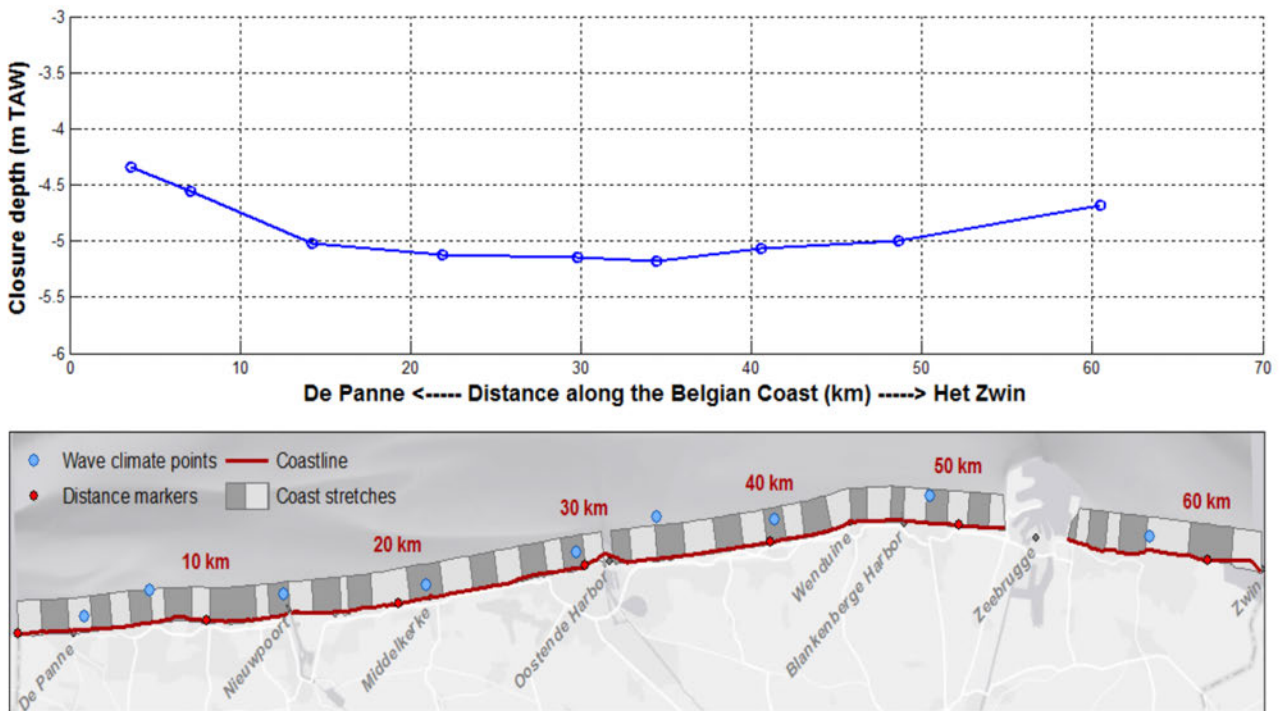 -3
-3.5
-4
-4.5
-5
-5.5
-6
Closure depth (m TAW)
0 10 20 30 40 50 60 70
De Panne <----- Distance along the Belgian Coast (km) -----> Het Zwin
Wave climate points
Coastline
Distance markers
Coast stretches
10 km
20 km
30 km
40 km
50 km
60 km
De Panne
Nieuwpoort
Middelkerke
Oostende Harbor
Wenduine
Blankenberge Harbor
Zeebrugge
Zwin